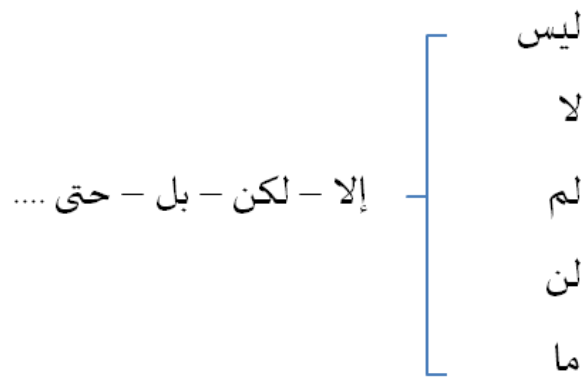 ليس
لا
لم
لن
ما
إلا – لكن – بل – حتى ....